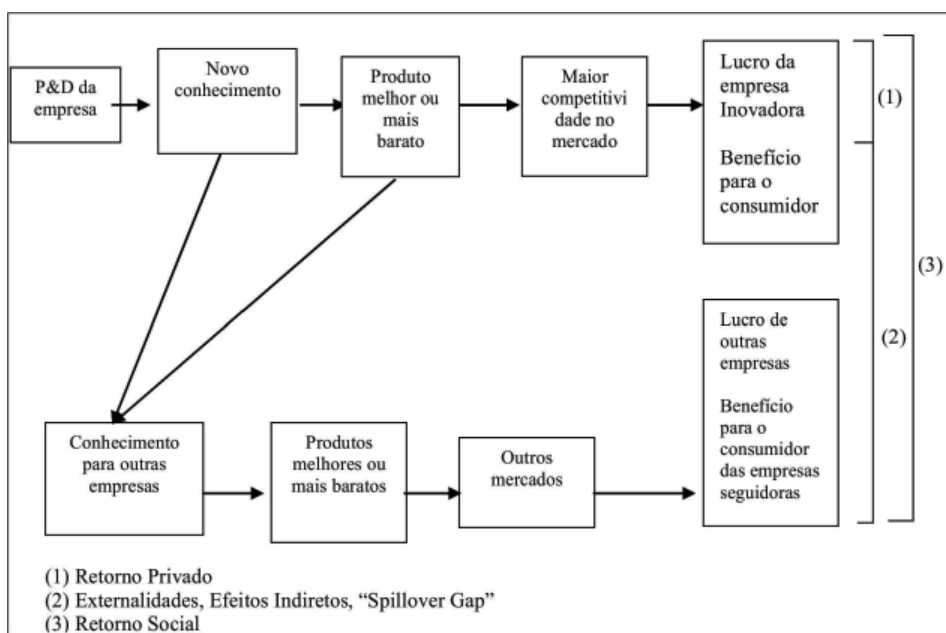 P&D da
empresa
Novo
conhecimento
Produto
melhor ou
mais
barato
Maior
competitivi
dade no
mercado
Lucro da
empresa
Inovadora
Benefício
para o
consumidor
(1)
(2)
(3)
Conhecimento
para outras
empresas
Produtos
melhores ou
mais baratos
Outros
mercados
Lucro de
outras
empresas
Benefício
para o
consumidor
das empresas
seguidoras
(1) Retorno Privado
(2) Externalidades, Efeitos Indiretos, “Spillover Gap”
(3) Retorno Social